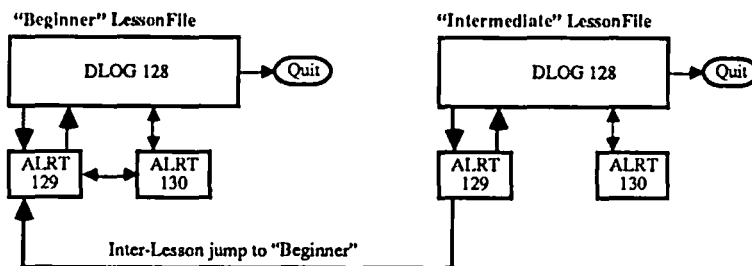 “Beginner” LessonFile
“Intermediate” LessonFile
DLOG 128
Quit
DLOG 128
Quit
ALRT
129
ALRT
130
ALRT
129
ALRT
130
Inter-Lesson jump to “Beginner”